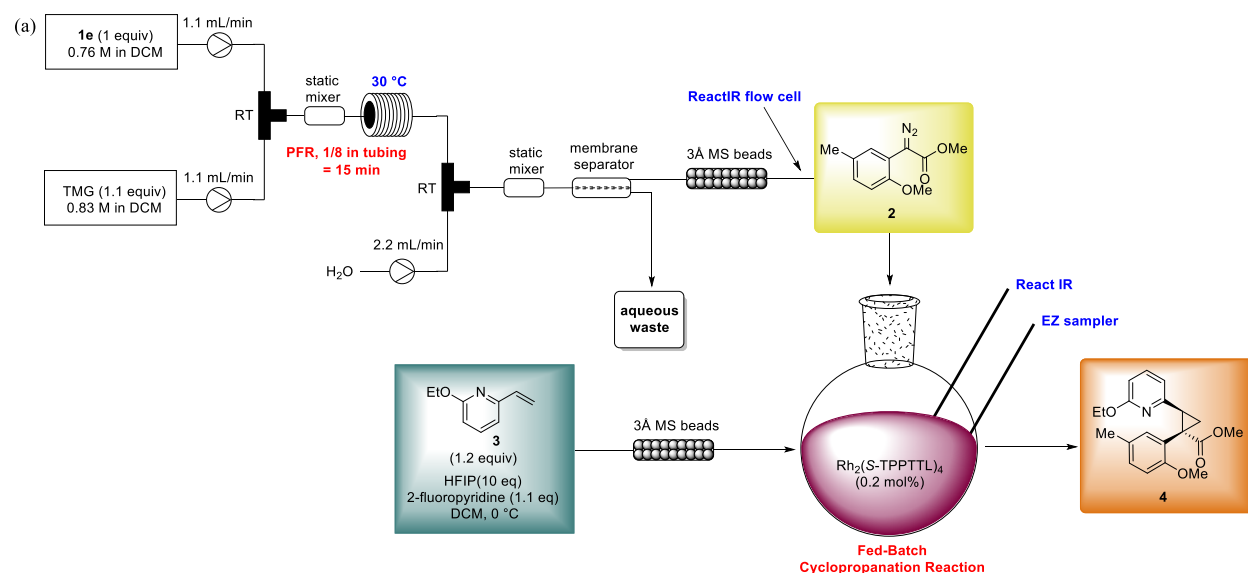 (a)
1e (1 equiv)
0.76 M in DCM
1.1 mL/min
RT
static
mixer
30 °C
PFR, 1/8 in tubing
= 15 min
TMG (1.1 equiv)
0.83 M in DCM
1.1 mL/min
RT
2.2 mL/min
H2O
static
mixer
membrane
separator
aqueous
waste
3Å MS beads
ReactIR flow cell
N2
Me
OMe
O
OMe
2
React IR
EZ sampler
EtO
N
3
(1.2 equiv)
HFIP(10 eq)
2-fluoropyridine (1.1 eq)
DCM, 0 °C
3Å MS beads
Rh2(S-TPPTTL)4
(0.2 mol%)
Fed-Batch
Cyclopropanation Reaction
EtO
N
Me
OMe
O
OMe
4